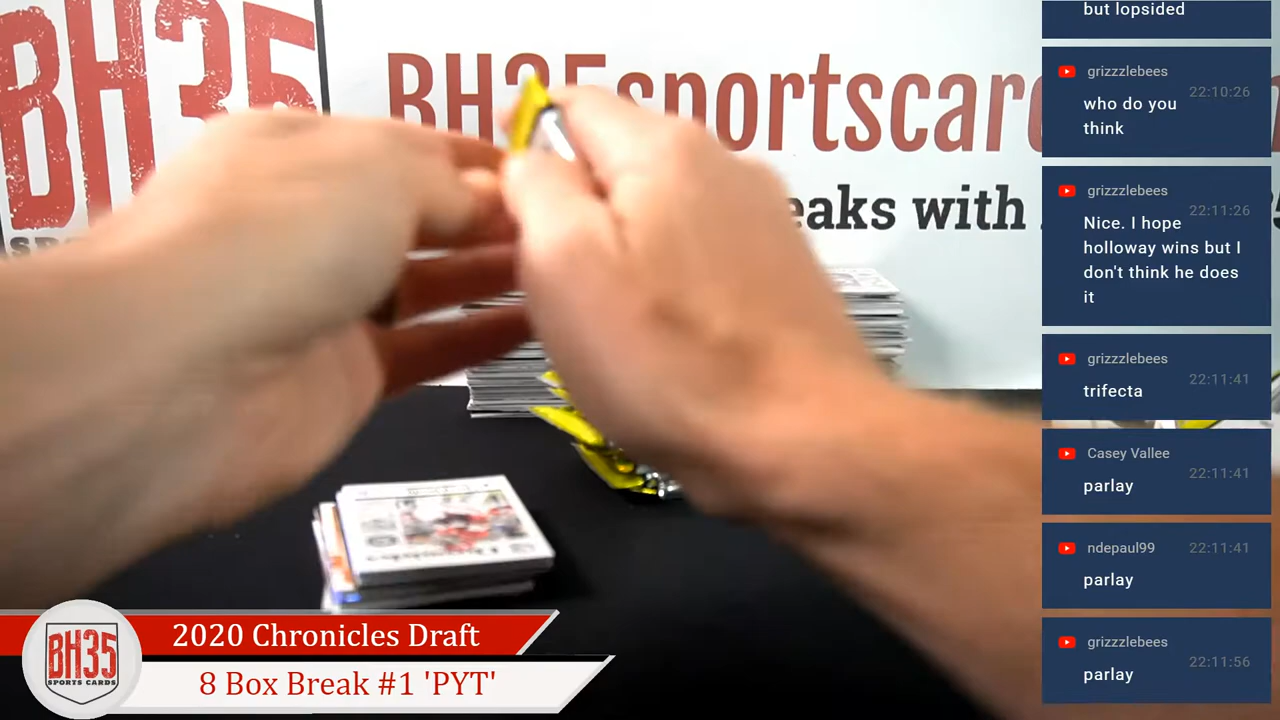 BH35
BH35sportscar
eaks with
but lopsided
grizzzlebees
22:10:26
who do you
think
grizzzlebees
22:11:26
Nice. I hope
holloway wins but I
don't think he does
it
grizzzlebees
22:11:41
trifecta
Casey Vallee
22:11:41
parlay
ndepaul99
22:11:41
parlay
grizzzlebees
22:11:56
parlay
BH35
SPORTS CARDS
2020 Chronicles Draft
8 Box Break #1 'PYT'